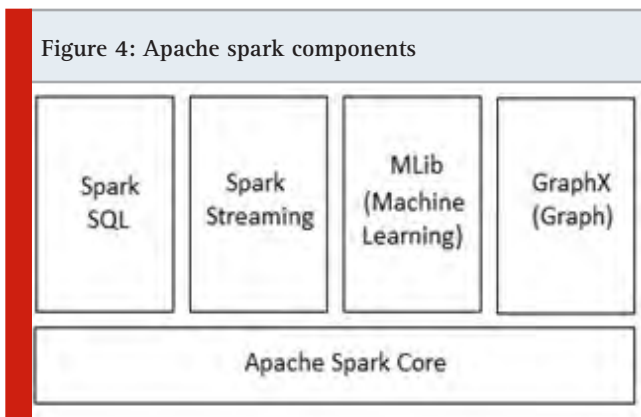 Figure 4: Apache spark components
Spark
SQL
Spark
Streaming
MLib
(Machine
Learning)
GraphX
(Graph)
Apache Spark Core